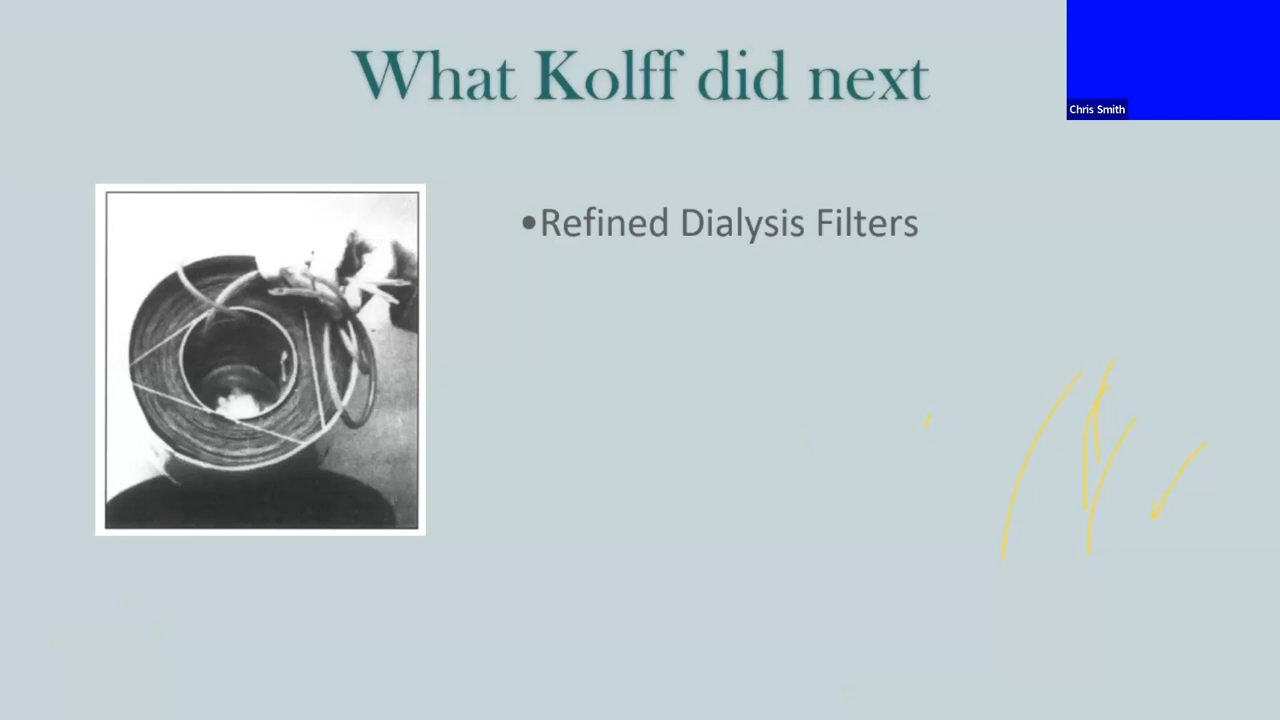 What Kolff did next
Chris Smith
•Refined Dialysis Filters